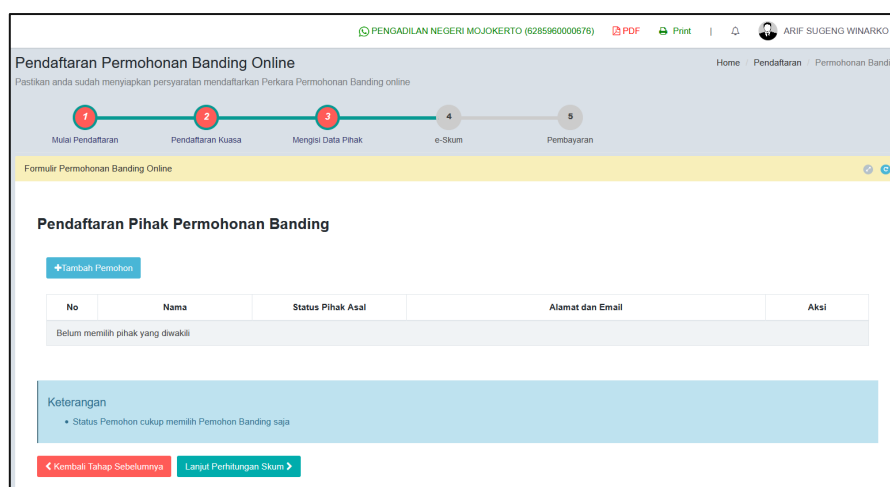 PENGADILAN NEGERI MOJOKERTO (6285960000676) PDF Print | ARIF SUGENG WINARKO
Pendaftaran Permohonan Banding Online
Home / Pendaftaran / Permohonan Bandi
Pastikan anda sudah menyiapkan persyaratan mendaftarkan Perkara Permohonan Banding online
1 2 3 4 5
Mulai Pendaftaran Pendaftaran Kuasa Mengisi Data Pihak e-Skum Pembayaran
Formulir Permohonan Banding Online
Pendaftaran Pihak Permohonan Banding
+Tambah Pemohon
No Nama Status Pihak Asal Alamat dan Email Aksi
Belum memilih pihak yang diwakili
Keterangan
• Status Pemohon cukup memilih Pemohon Banding saja
Kembali Tahap Sebelumnya Lanjut Perhitungan Skum